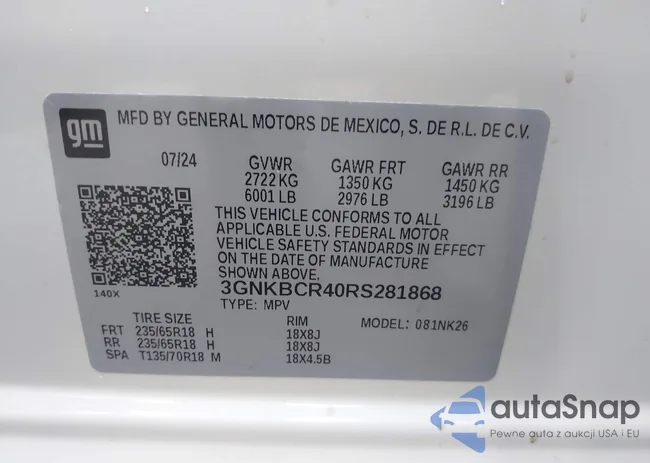 gm MFD BY GENERAL MOTORS DE MEXICO, S. DE R.L. DE C.V.
07/24 GVWR GAWR FRT GAWR RR
2722 KG 1350 KG 1450 KG
6001 LB 2976 LB 3196 LB
THIS VEHICLE CONFORMS TO ALL
APPLICABLE U.S. FEDERAL MOTOR
VEHICLE SAFETY STANDARDS IN EFFECT
ON THE DATE OF MANUFACTURE
SHOWN ABOVE.
140X 3GNKBCR40RS281868
TYPE: MPV
TIRE SIZE RIM MODEL: 081NK26
FRT 235/65R18 H 18X8J
RR 235/65R18 H 18X8J
SPA T135/70R18 M 18X4.5B
autaSnap
Pewne auta z aukcji USA i EU